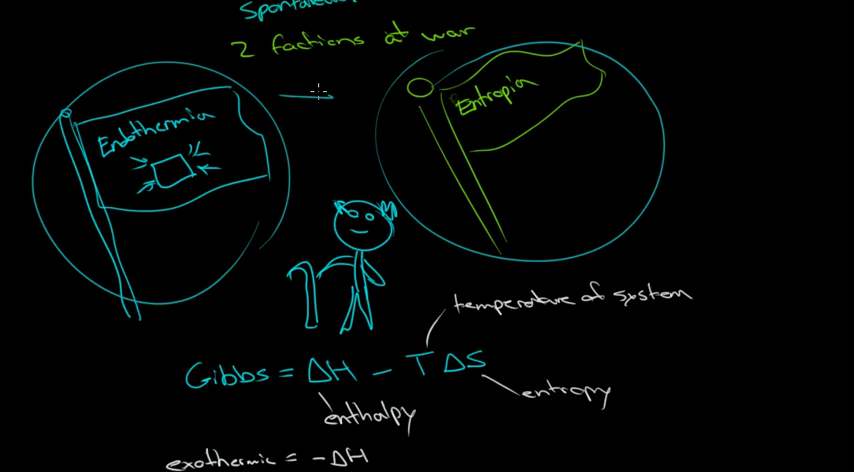 2 factions at war
Endothermia
Entropia
temperature of system
Gibbs = ΔH - TΔS
entropy
enthalpy
exothermic = -ΔH